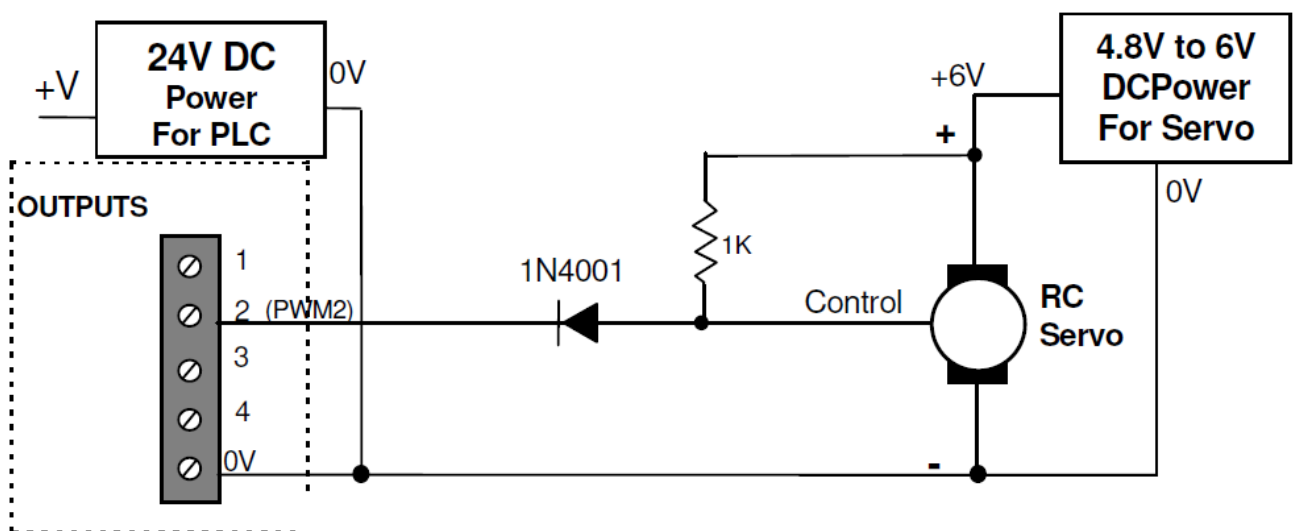 24V DC
Power
For PLC
+V
0V
4.8V to 6V
DCPower
For Servo
+6V
+
0V
OUTPUTS
1
2 (PWM2)
3
4
0V
1N4001
1K
Control
RC
Servo
-